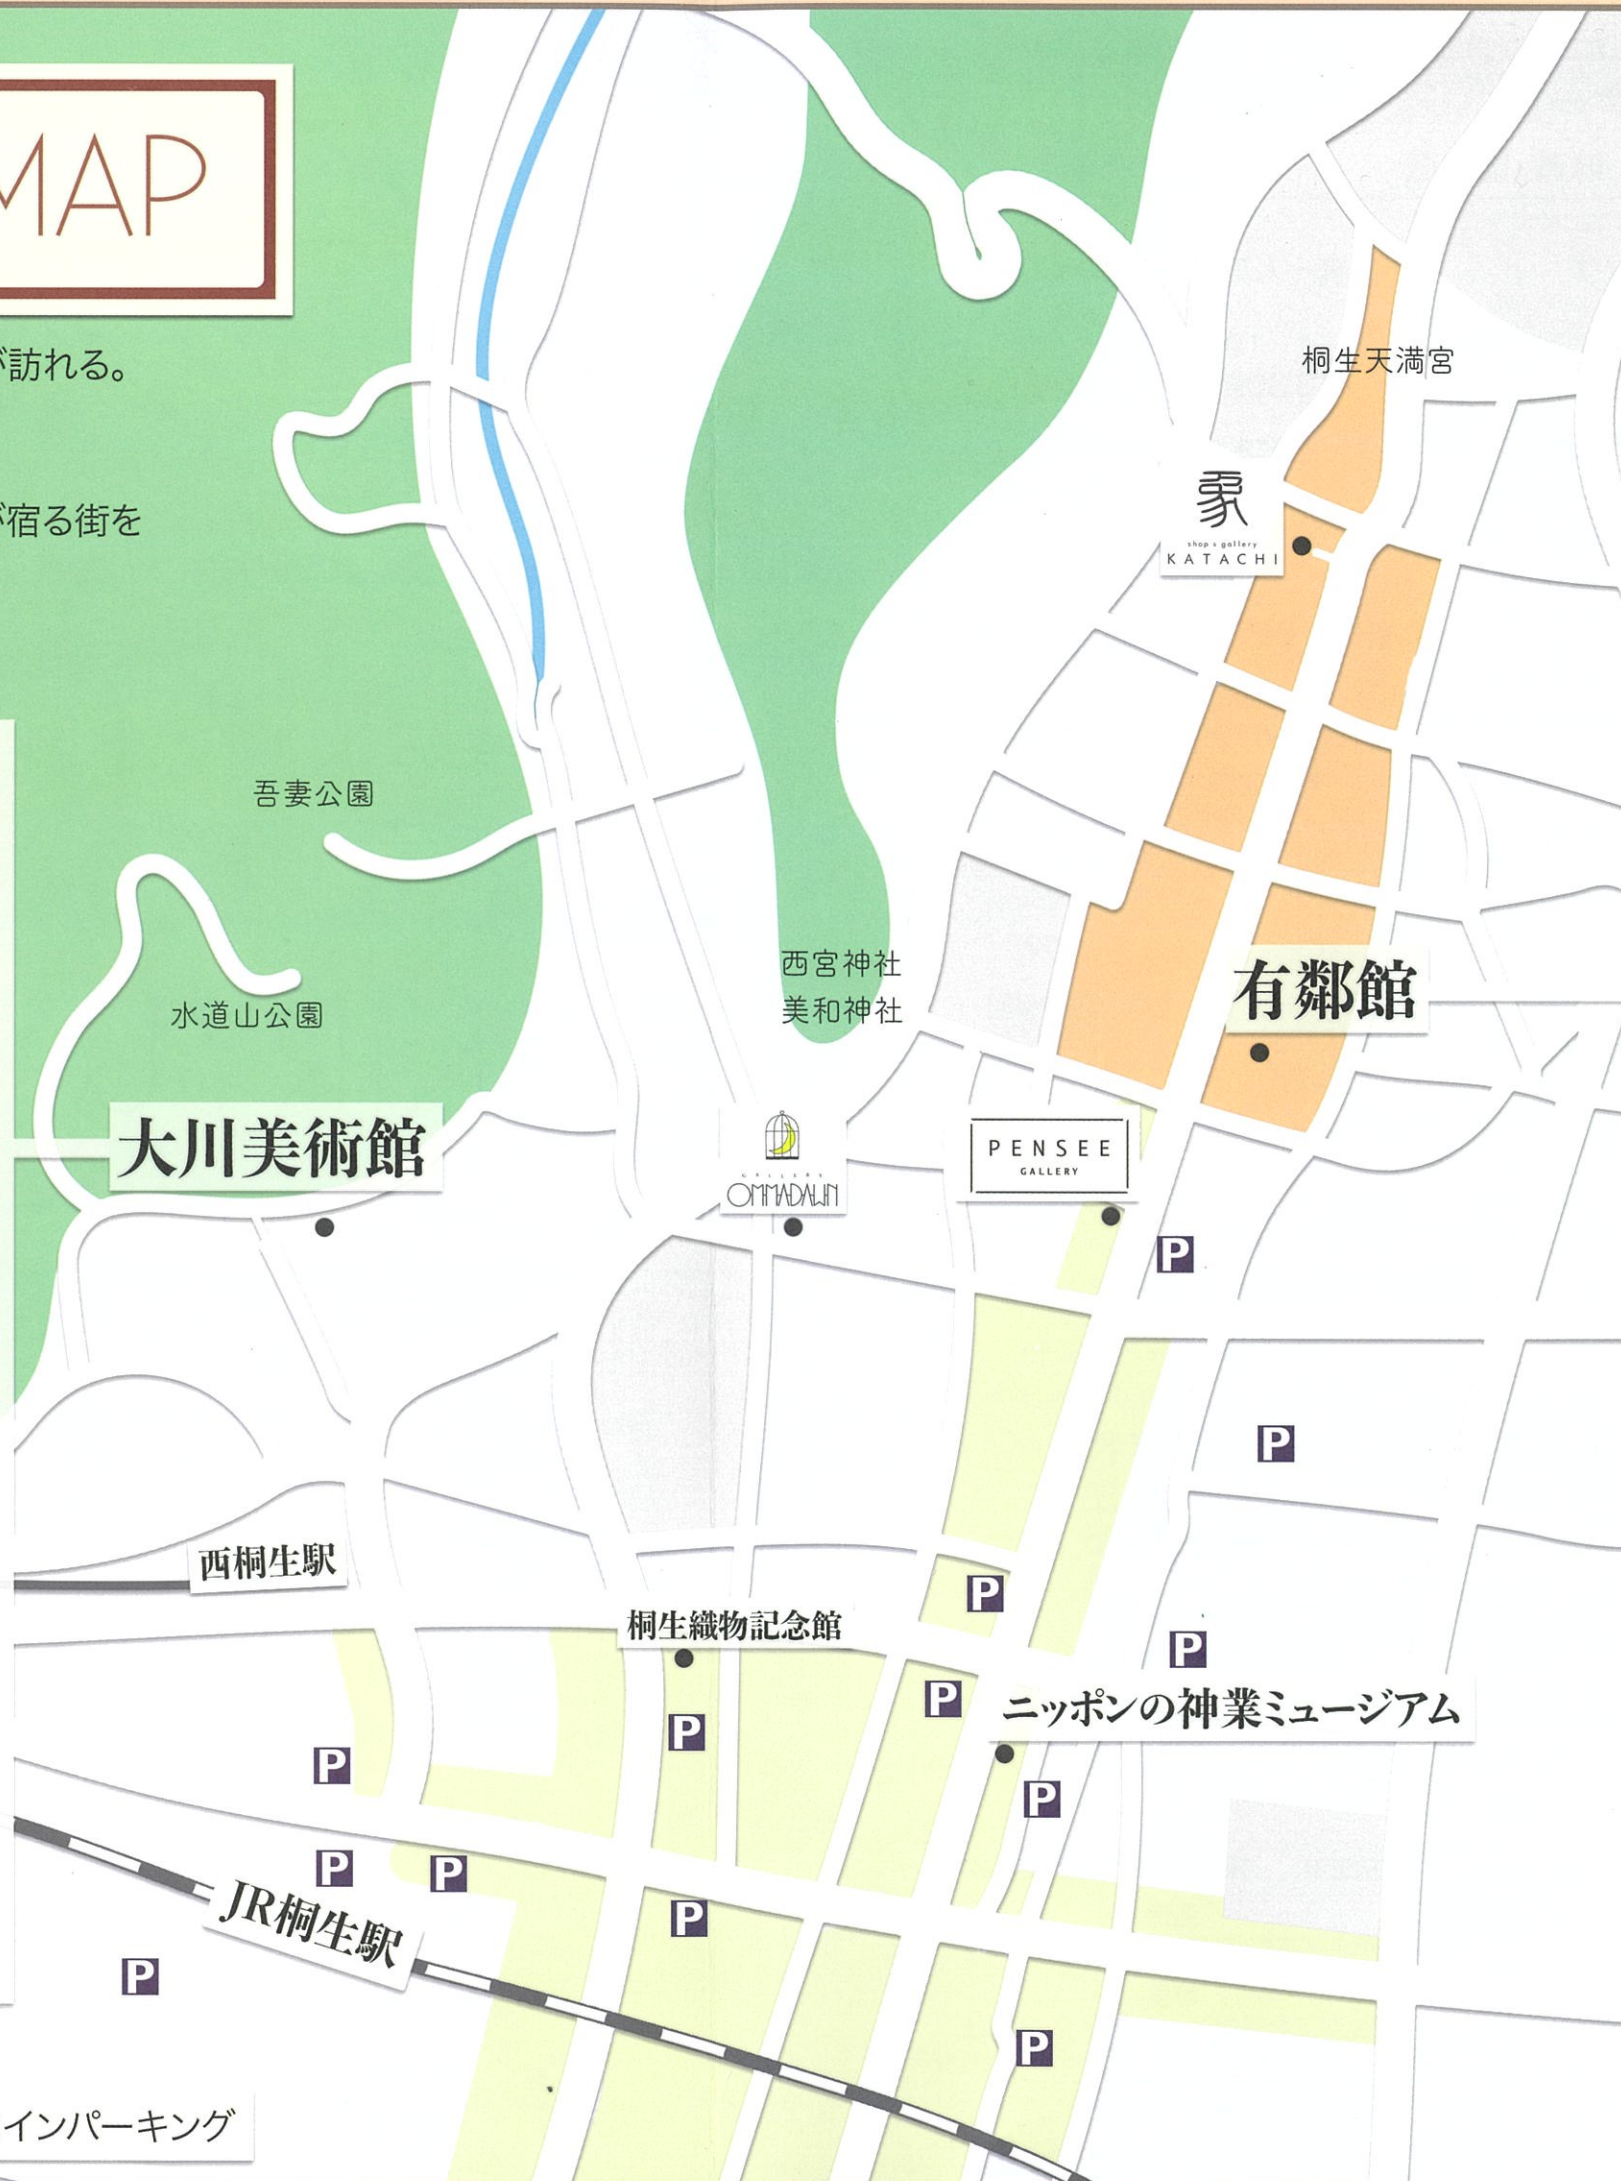 MAP
が訪れる。
桐生天満宮
象
shop & gallery
KATACHI
が宿る街を
吾妻公園
西宮神社
美和神社
有鄰館
水道山公園
大川美術館
GALLERY
OMMADAWN
PENSEE
GALLERY
P
P
西桐生駅
P
桐生織物記念館
P
P
ニッポンの神業ミュージアム
P
P
P
P
P
P
JR桐生駅
P
P
インパーキング